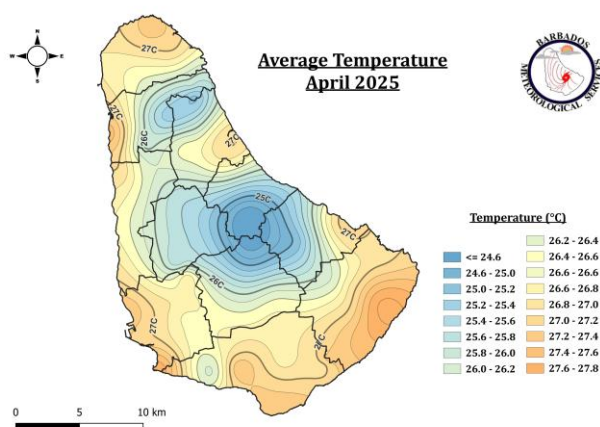 N
W E
S
Average Temperature
April 2025
BARBADOS
METEOROLOGICAL SERVICES
27C
27C
26C
27C
25C
27C
26C
27C
Temperature (°C)
<= 24.6
24.6 - 25.0
25.0 - 25.2
25.2 - 25.4
25.4 - 25.6
25.6 - 25.8
25.8 - 26.0
26.0 - 26.2
26.2 - 26.4
26.4 - 26.6
26.6 - 26.6
26.6 - 26.8
26.8 - 27.0
27.0 - 27.2
27.2 - 27.4
27.4 - 27.6
27.6 - 27.8
0 5 10 km